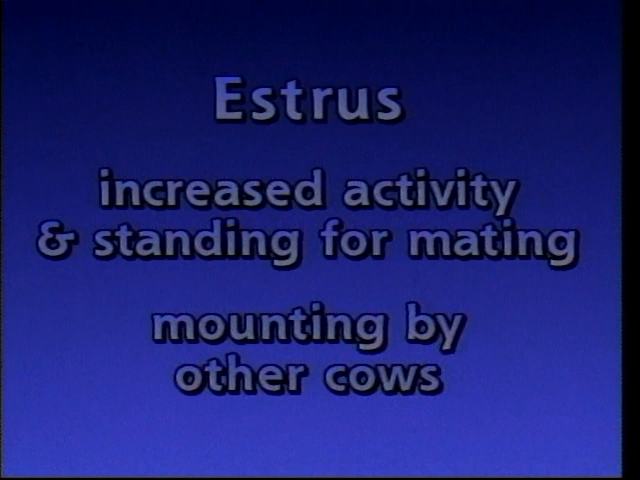 Estrus
increased activity
& standing for mating
mounting by
other cows